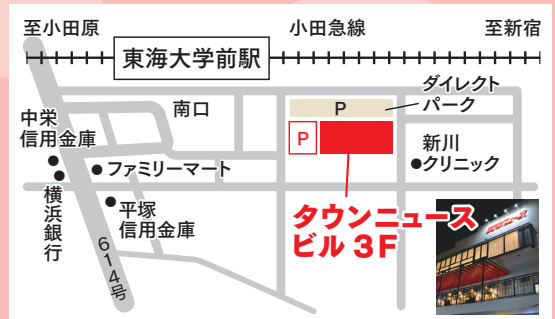 至小田原
小田急線
至新宿
東海大学前駅
ダイレクト
パーク
P
南口
中栄
信用金庫
P
新川
クリニック
ファミリーマート
横浜銀行
平塚
信用金庫
タウンニュース
ビル 3F
614号